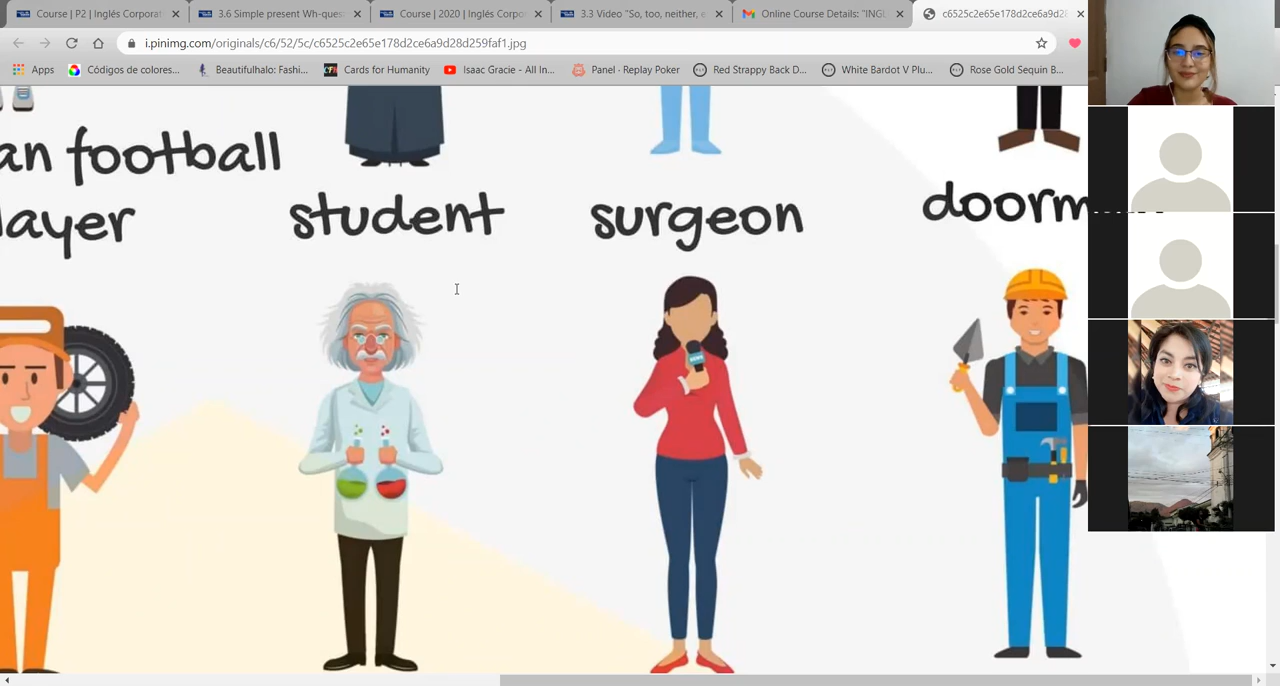 Course | P2 | Inglés Corporat
3.6 Simple present Wh-ques
Course | 2020 | Inglés Corpo
3.3 Video "So, too, neither, e
Online Course Details: "INGL
c6525c2e65e178d2ce6a9d28
i.pinimg.com/originals/c6/52/5c/c6525c2e65e178d2ce6a9d28d259faf1.jpg
Apps
Códigos de colores...
Beautifulhalo: Fashi...
Cards for Humanity
Isaac Gracie - All In...
Panel · Replay Poker
Red Strappy Back D...
White Bardot V Plu...
Rose Gold Sequin B...
an football
layer
student
surgeon
doorm
NEWS